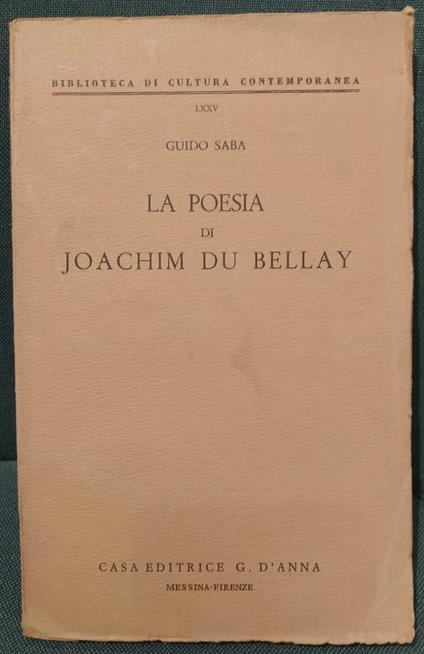 BIBLIOTECA DI CULTURA CONTEMPORANEA
LXXV
GUIDO SABA
LA POESIA
DI
JOACHIM DU BELLAY
CASA EDITRICE G. D'ANNA
MESSINA-FIRENZE